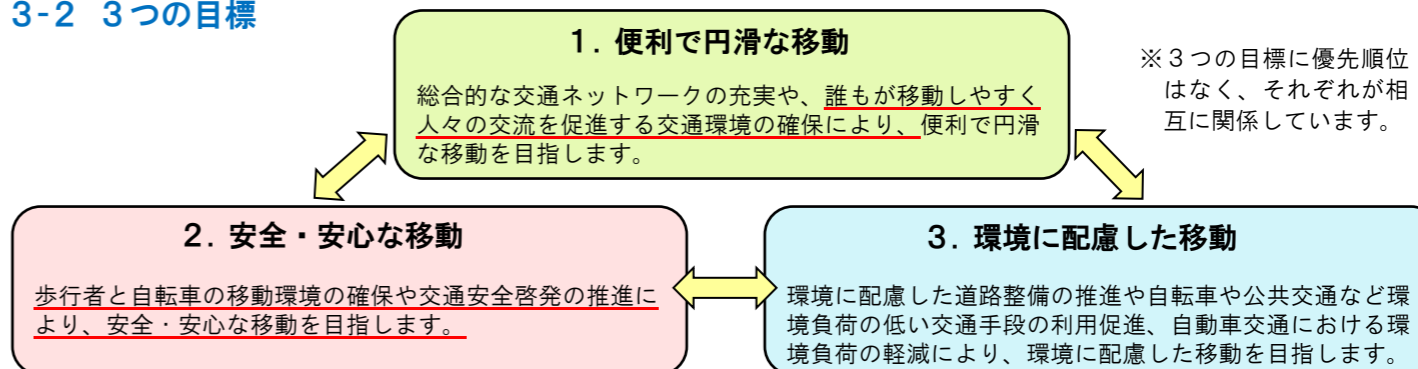 3-2 3つの目標
1. 便利で円滑な移動
総合的な交通ネットワークの充実や、誰もが移動しやすく
人々の交流を促進する交通環境の確保により、便利で円滑
な移動を目指します。
※3つの目標に優先順位
はなく、それぞれが相
互に関係しています。
2. 安全・安心な移動
歩行者と自転車の移動環境の確保や交通安全啓発の推進に
より、安全・安心な移動を目指します。
3. 環境に配慮した移動
環境に配慮した道路整備の推進や自転車や公共交通など環
境負荷の低い交通手段の利用促進、自動車交通における環
境負荷の軽減により、環境に配慮した移動を目指します。